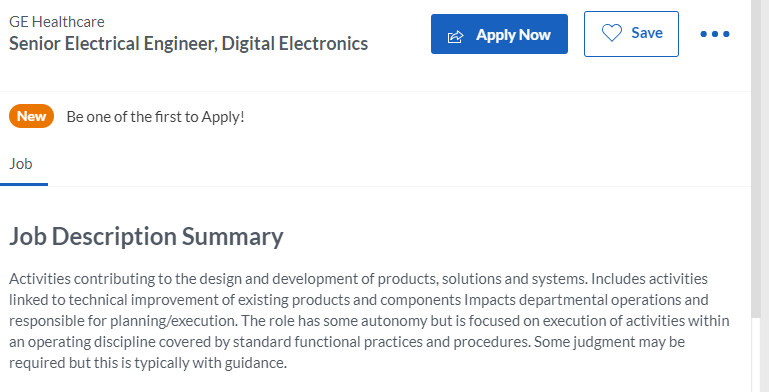 GE Healthcare
Senior Electrical Engineer, Digital Electronics
Apply Now
Save
New
Be one of the first to Apply!
Job
Job Description Summary
Activities contributing to the design and development of products, solutions and systems. Includes activities
linked to technical improvement of existing products and components Impacts departmental operations and
responsible for planning/execution. The role has some autonomy but is focused on execution of activities within
an operating discipline covered by standard functional practices and procedures. Some judgment may be
required but this is typically with guidance.